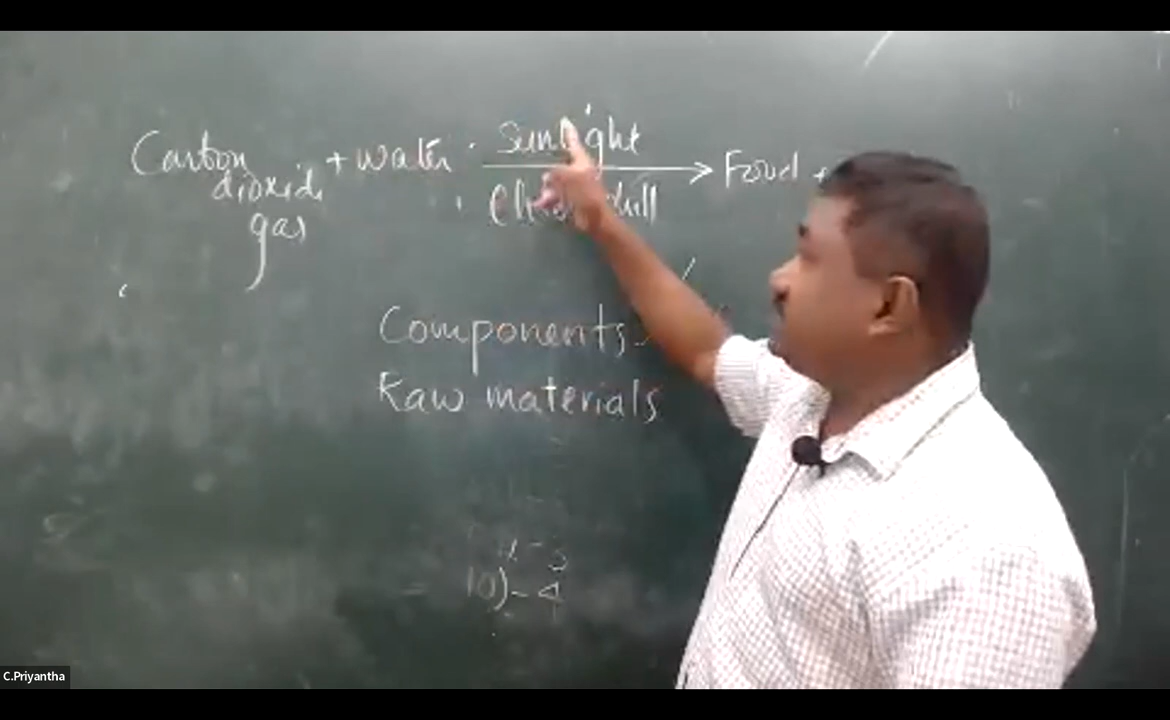 Carbon dioxide gas + water Sunlight → Food +
Chlorophyll
Components
Raw materials
10) - 4
C.Priyantha